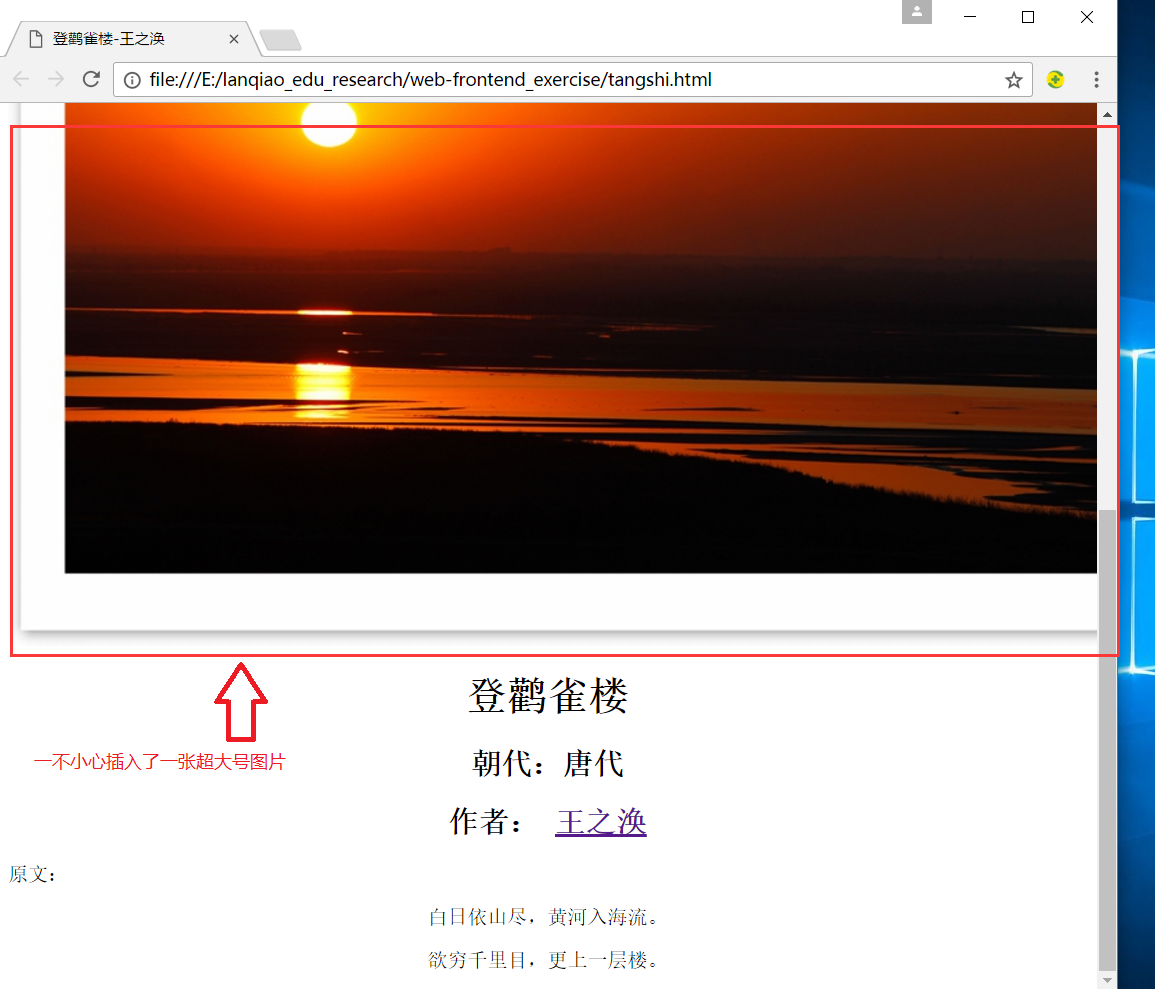 登鹳雀楼-王之涣
file:///E:/lanqiao_edu_research/web-frontend_exercise/tangshi.html
一不小心插入了一张超大号图片
登鸛雀楼
朝代：唐代
作者： 王之涣
原文：
白日依山尽，黄河入海流。
欲穷千里目，更上一层楼。